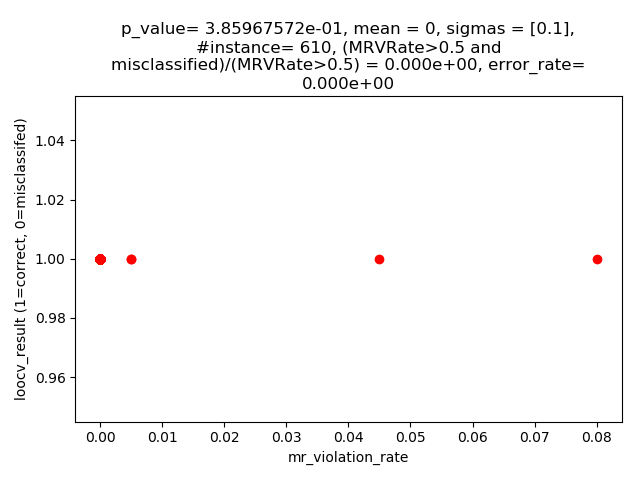 p_value= 3.85967572e-01, mean = 0, sigmas = [0.1],
#instance= 610, (MRVRate>0.5 and
misclassified)/(MRVRate>0.5) = 0.000e+00, error_rate=
0.000e+00
loocv_result (1=correct, 0=misclassifed)
1.04
1.02
1.00
0.98
0.96
0.00 0.01 0.02 0.03 0.04 0.05 0.06 0.07 0.08
mr_violation_rate